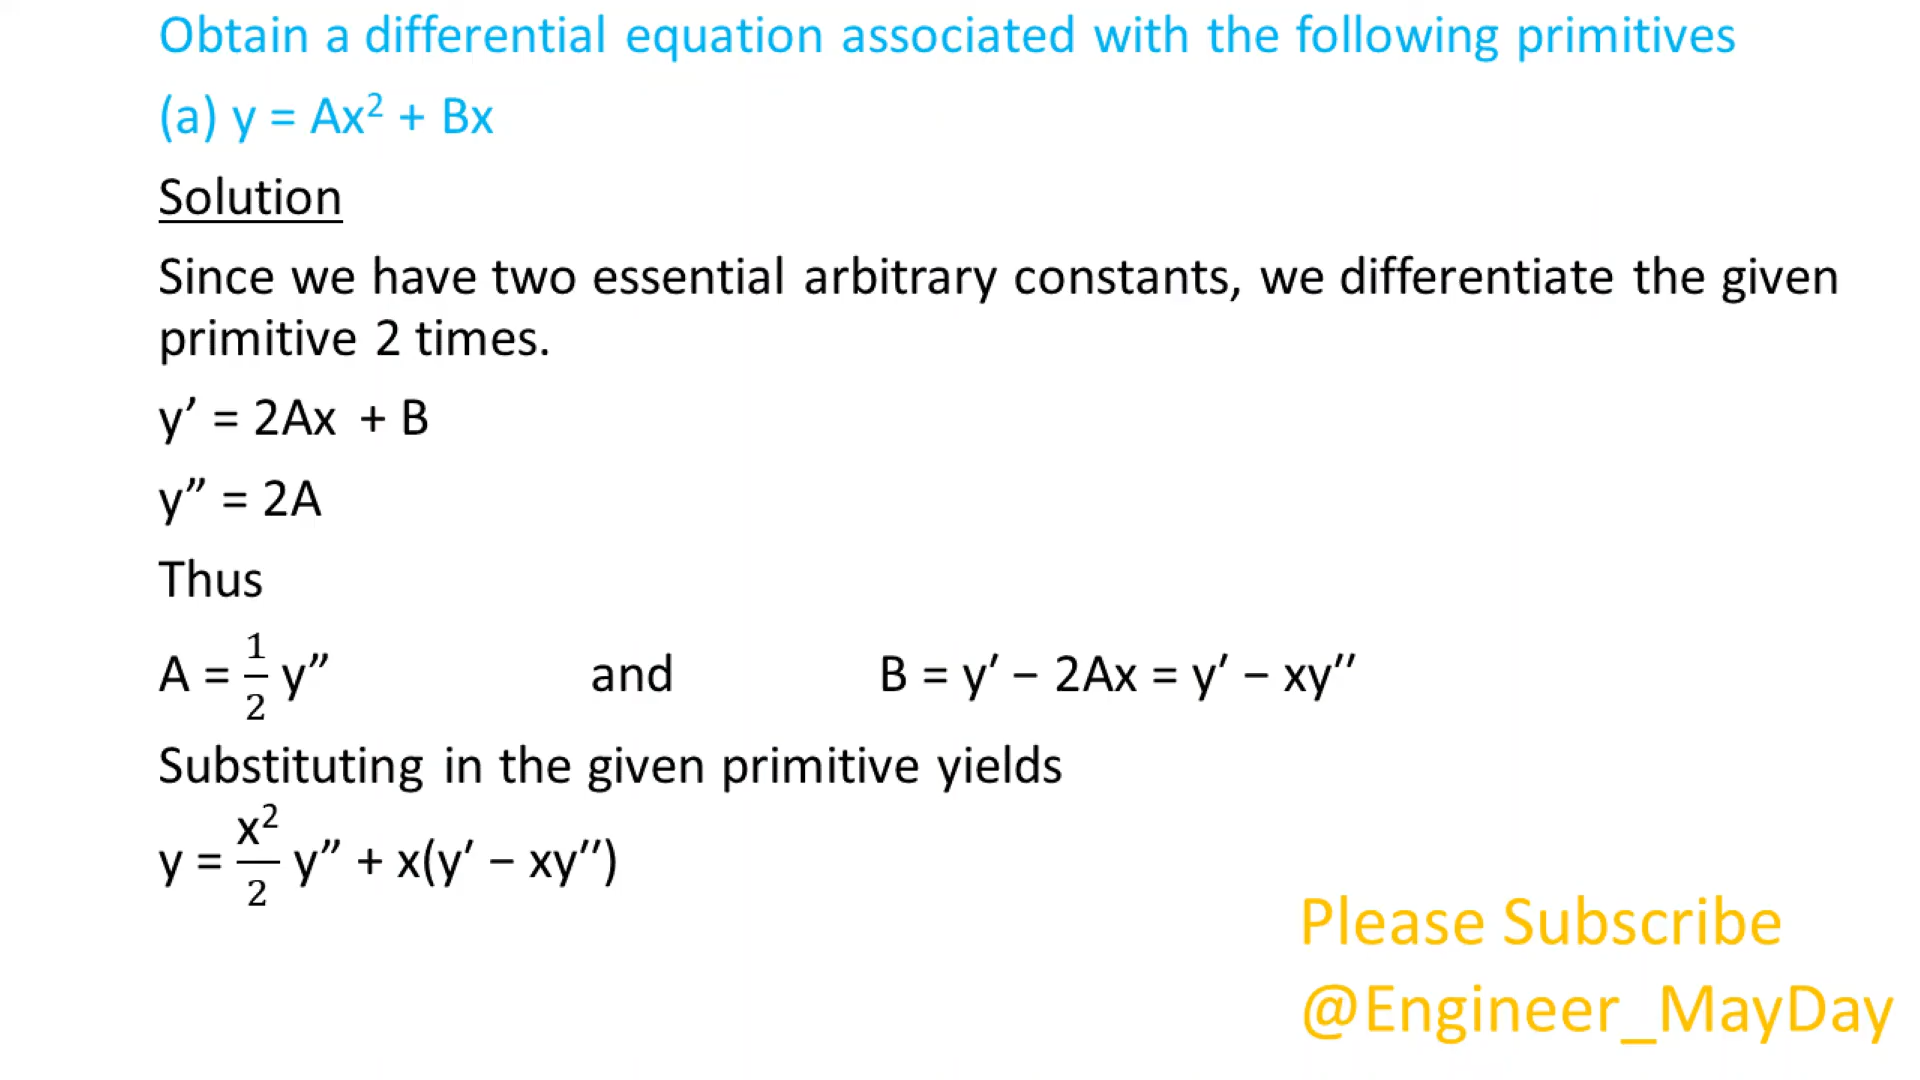 Obtain a differential equation associated with the following primitives
(a) y = Ax² + Bx
Solution
Since we have two essential arbitrary constants, we differentiate the given
primitive 2 times.
y’ = 2Ax + B
y” = 2A
Thus
A = 1/2 y” and B = y′ − 2Ax = y′ − xy′′
Substituting in the given primitive yields
y = x²/2 y” + x(y′ − xy′′)
Please Subscribe
@Engineer_MayDay